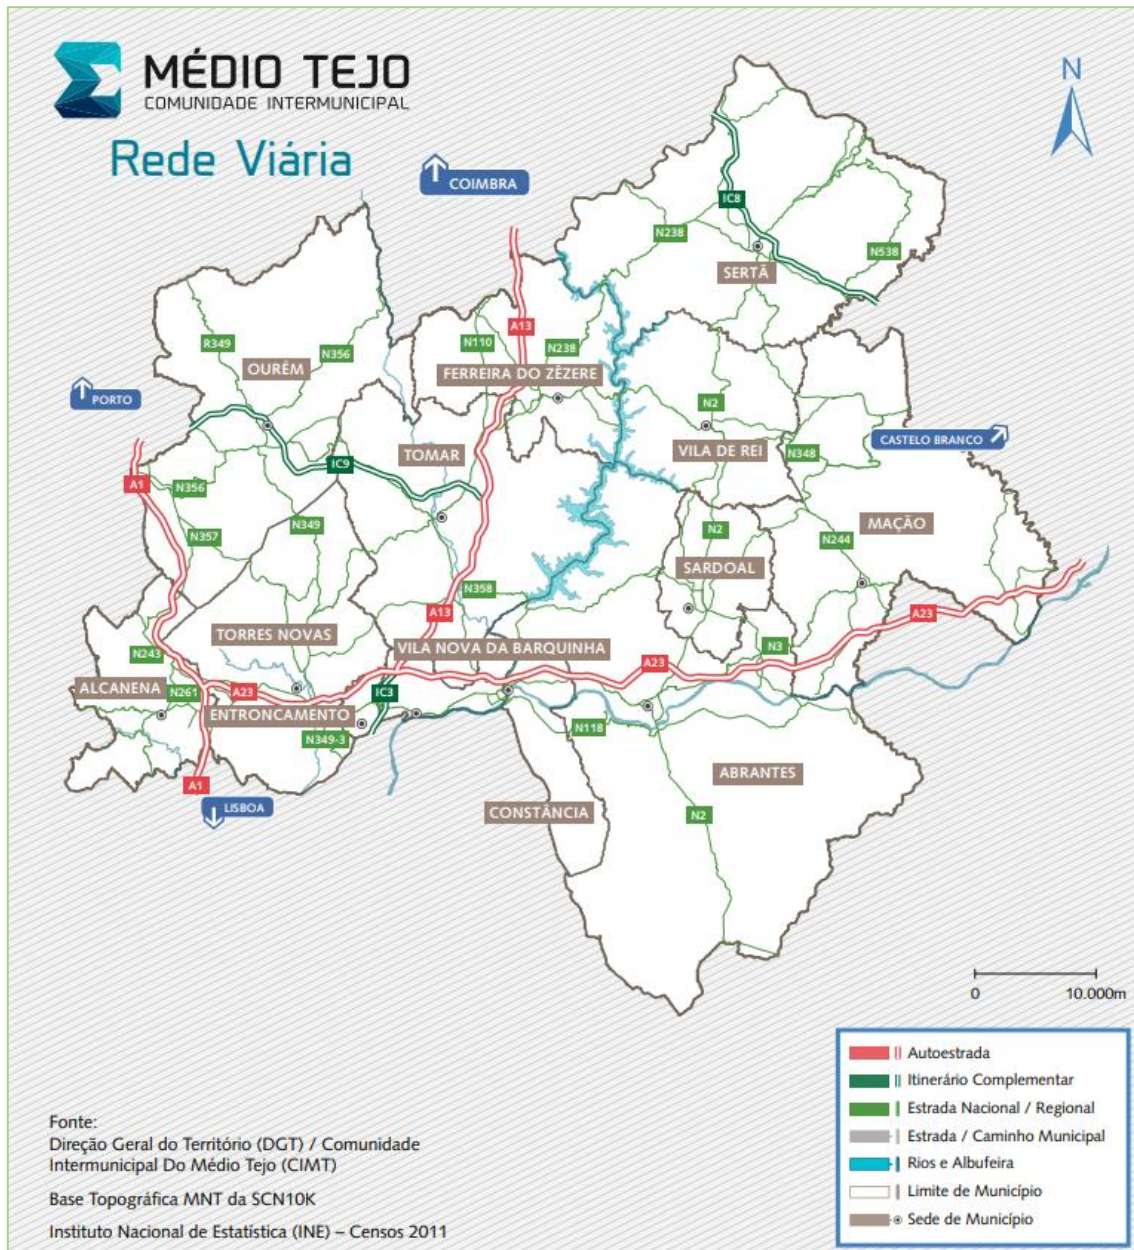 MÉDIO TEJO
COMUNIDADE INTERMUNICIPAL
Rede Viária
N
COIMBRA
IC8
N238
N538
SERTÃ
A13
R349
N356
N110
N238
OURÉM
FERREIRA DO ZÊZERE
PORTO
N2
CASTELO BRANCO
TOMAR
VILA DE REI
N348
IC9
A1
N356
N349
N2
MAÇÃO
N357
N244
SARDOAL
N358
A13
A23
TORRES NOVAS
N243
VILA NOVA DA BARQUINHA
N3
A23
ALCANENA
N261
A23
IC3
ENTRONCAMENTO
N349-3
N118
ABRANTES
A1
LISBOA
CONSTÂNCIA
N2
0 10.000m
Autoestrada
Itinerário Complementar
Estrada Nacional / Regional
Estrada / Caminho Municipal
Rios e Albufeira
Limite de Município
Sede de Município
Fonte:
Direção Geral do Território (DGT) / Comunidade
Intermunicipal Do Médio Tejo (CIMT)
Base Topográfica MNT da SCN10K
Instituto Nacional de Estatística (INE) – Censos 2011